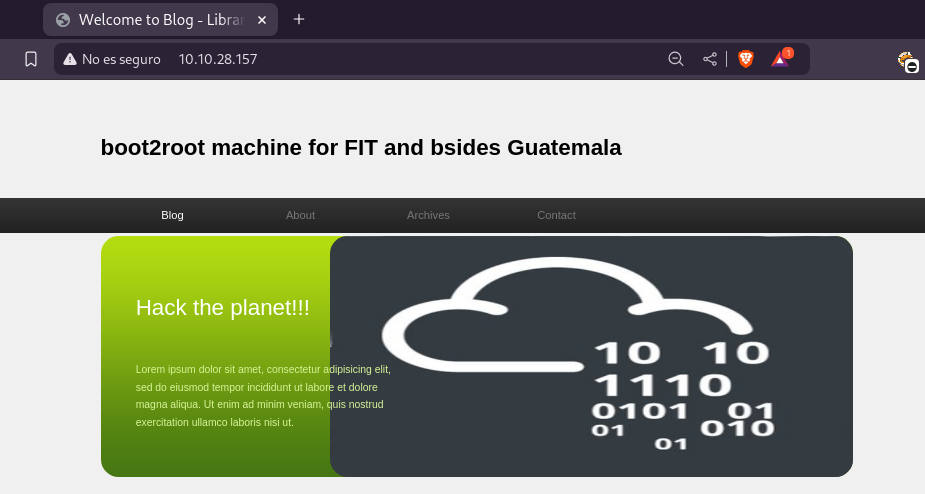 Welcome to Blog - Librar
No es seguro 10.10.28.157
1
boot2root machine for FIT and bsides Guatemala
Blog About Archives Contact
Hack the planet!!!
Lorem ipsum dolor sit amet, consectetur adipisicing elit,
sed do eiusmod tempor incididunt ut labore et dolore
magna aliqua. Ut enim ad minim veniam, quis nostrud
exercitation ullamco laboris nisi ut.
10 10
1110
0101 01
01 010
01